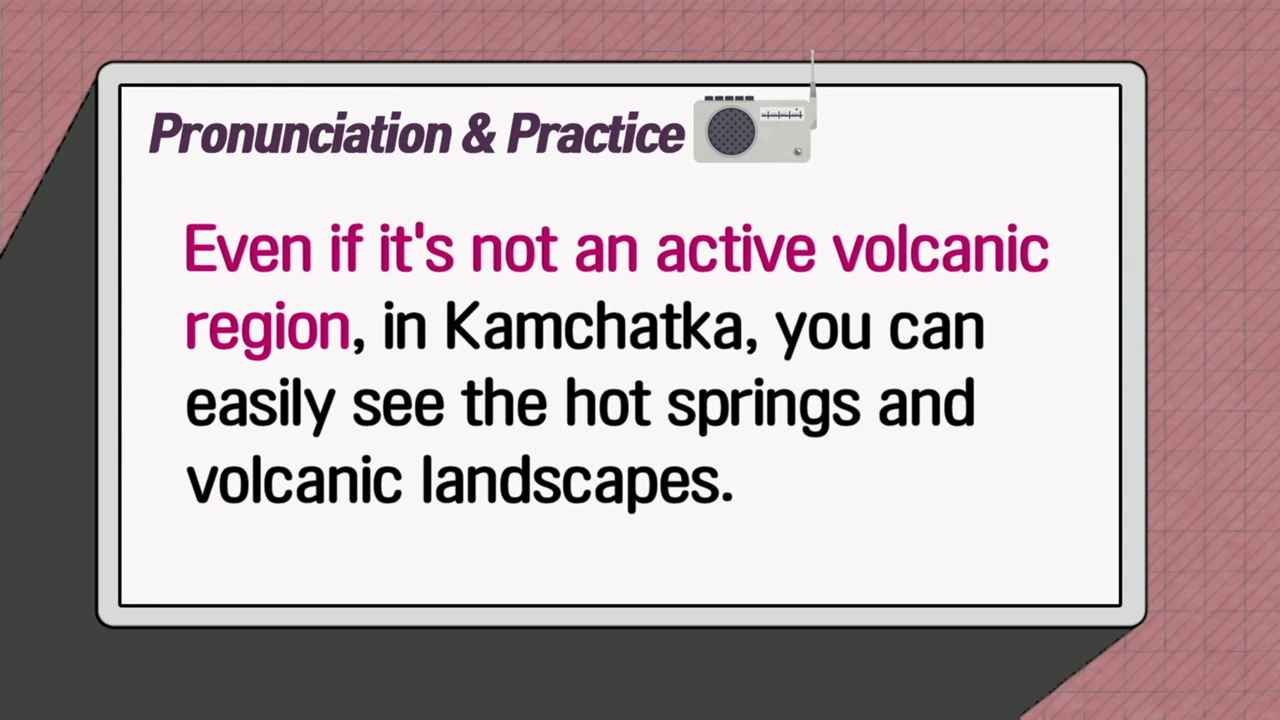 Pronunciation & Practice
Even if it's not an active volcanic
region, in Kamchatka, you can
easily see the hot springs and
volcanic landscapes.